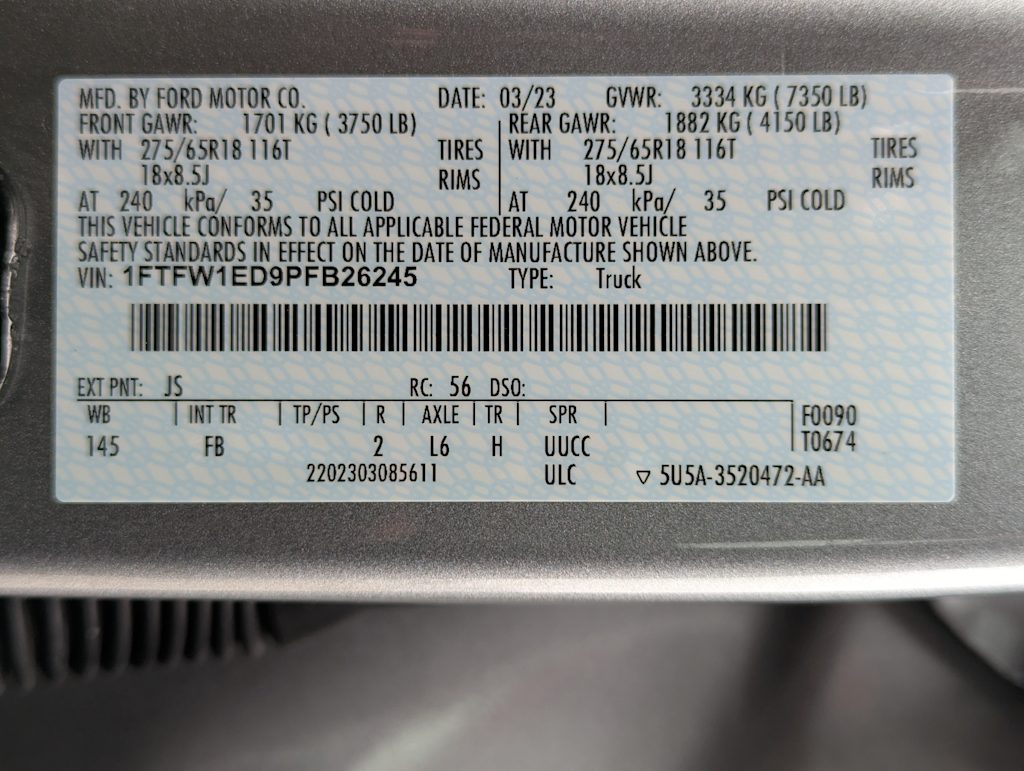 MFD. BY FORD MOTOR CO. DATE: 03/23 GVWR: 3334 KG ( 7350 LB)
FRONT GAWR: 1701 KG ( 3750 LB) REAR GAWR: 1882 KG ( 4150 LB)
WITH 275/65R18 116T TIRES WITH 275/65R18 116T TIRES
18x8.5J RIMS 18x8.5J RIMS
AT 240 kPa/ 35 PSI COLD AT 240 kPa/ 35 PSI COLD
THIS VEHICLE CONFORMS TO ALL APPLICABLE FEDERAL MOTOR VEHICLE
SAFETY STANDARDS IN EFFECT ON THE DATE OF MANUFACTURE SHOWN ABOVE.
VIN: 1FTFW1ED9PFB26245 TYPE: Truck
EXT PNT: JS RC: 56 DSO:
WB INT TR TP/PS R AXLE TR SPR F0090
145 FB 2 L6 H UUCC T0674
2202303085611 ULC ▽ 5U5A-3520472-AA